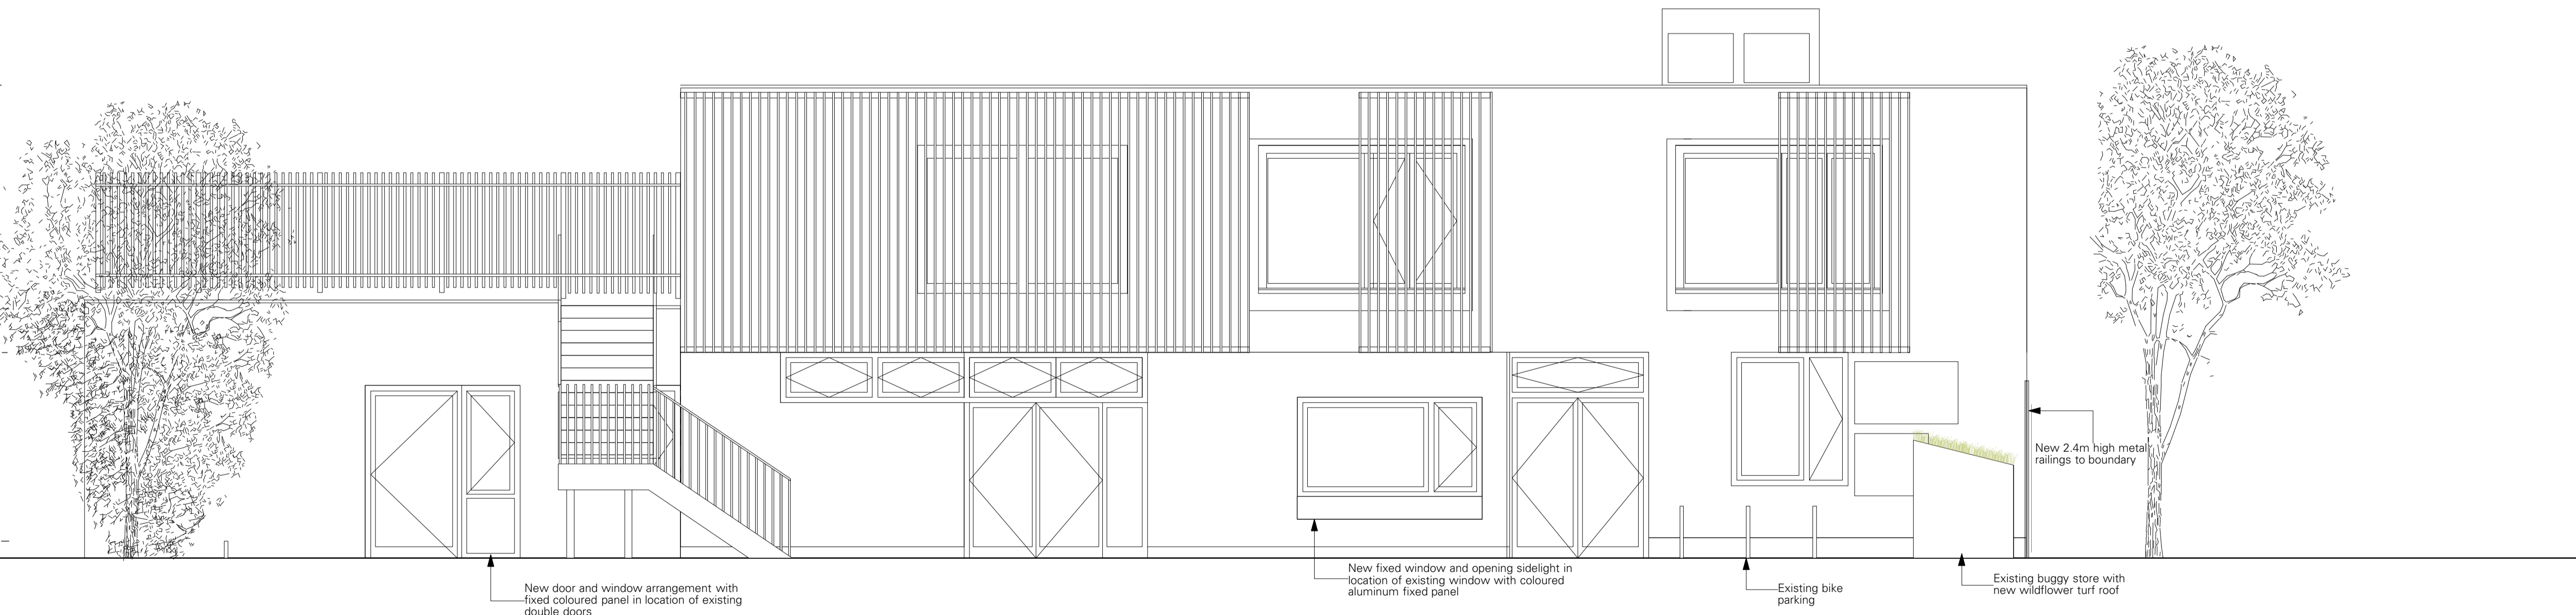 New 2.4m high metal
railings to boundary
New door and window arrangement with
fixed coloured panel in location of existing
double doors
New fixed window and opening sidelight in
location of existing window with coloured
aluminum fixed panel
Existing bike
parking
Existing buggy store with
new wildflower turf roof